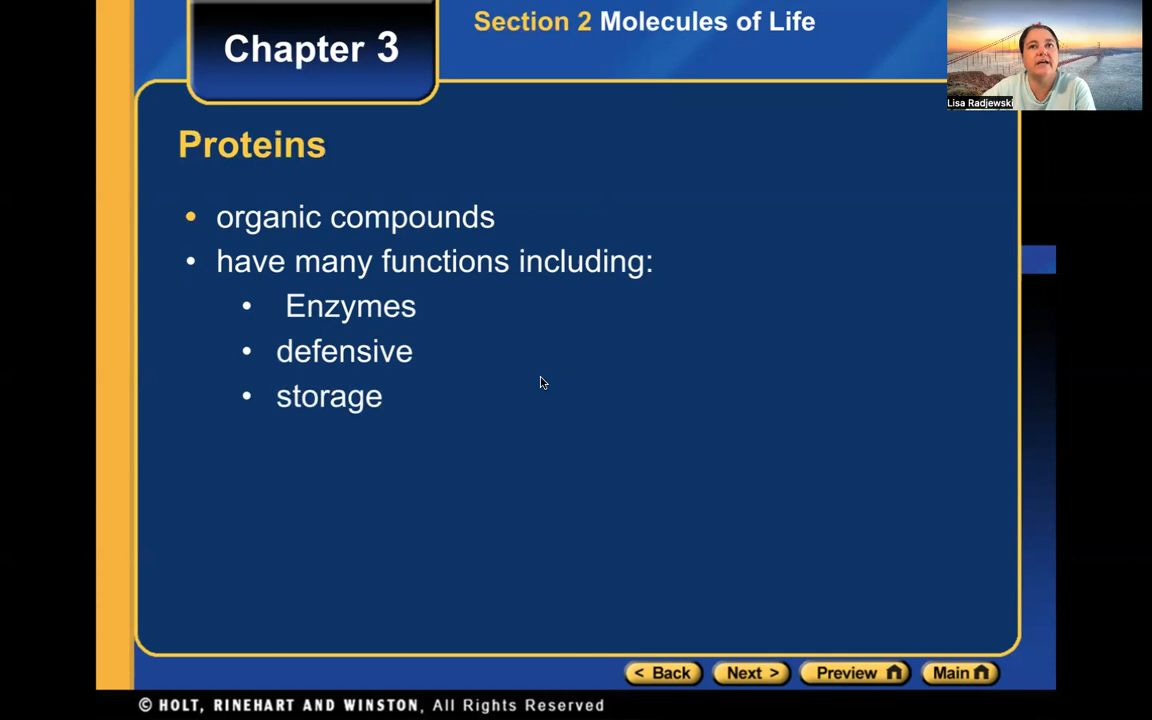 Chapter 3
Section 2 Molecules of Life
Lisa Radjewski
Proteins
• organic compounds
• have many functions including:
• Enzymes
• defensive
• storage
< Back
Next >
Preview
Main
© HOLT, RINEHART AND WINSTON, All Rights Reserved